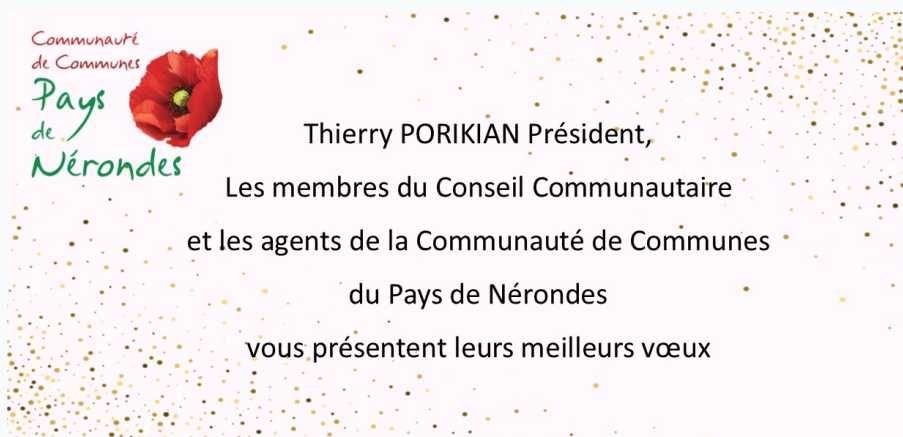 Communauté
de Communes
Pays
de
Nérondes
Thierry PORIKIAN Président,
Les membres du Conseil Communautaire
et les agents de la Communauté de Communes
du Pays de Nérondes
vous présentent leurs meilleurs vœux